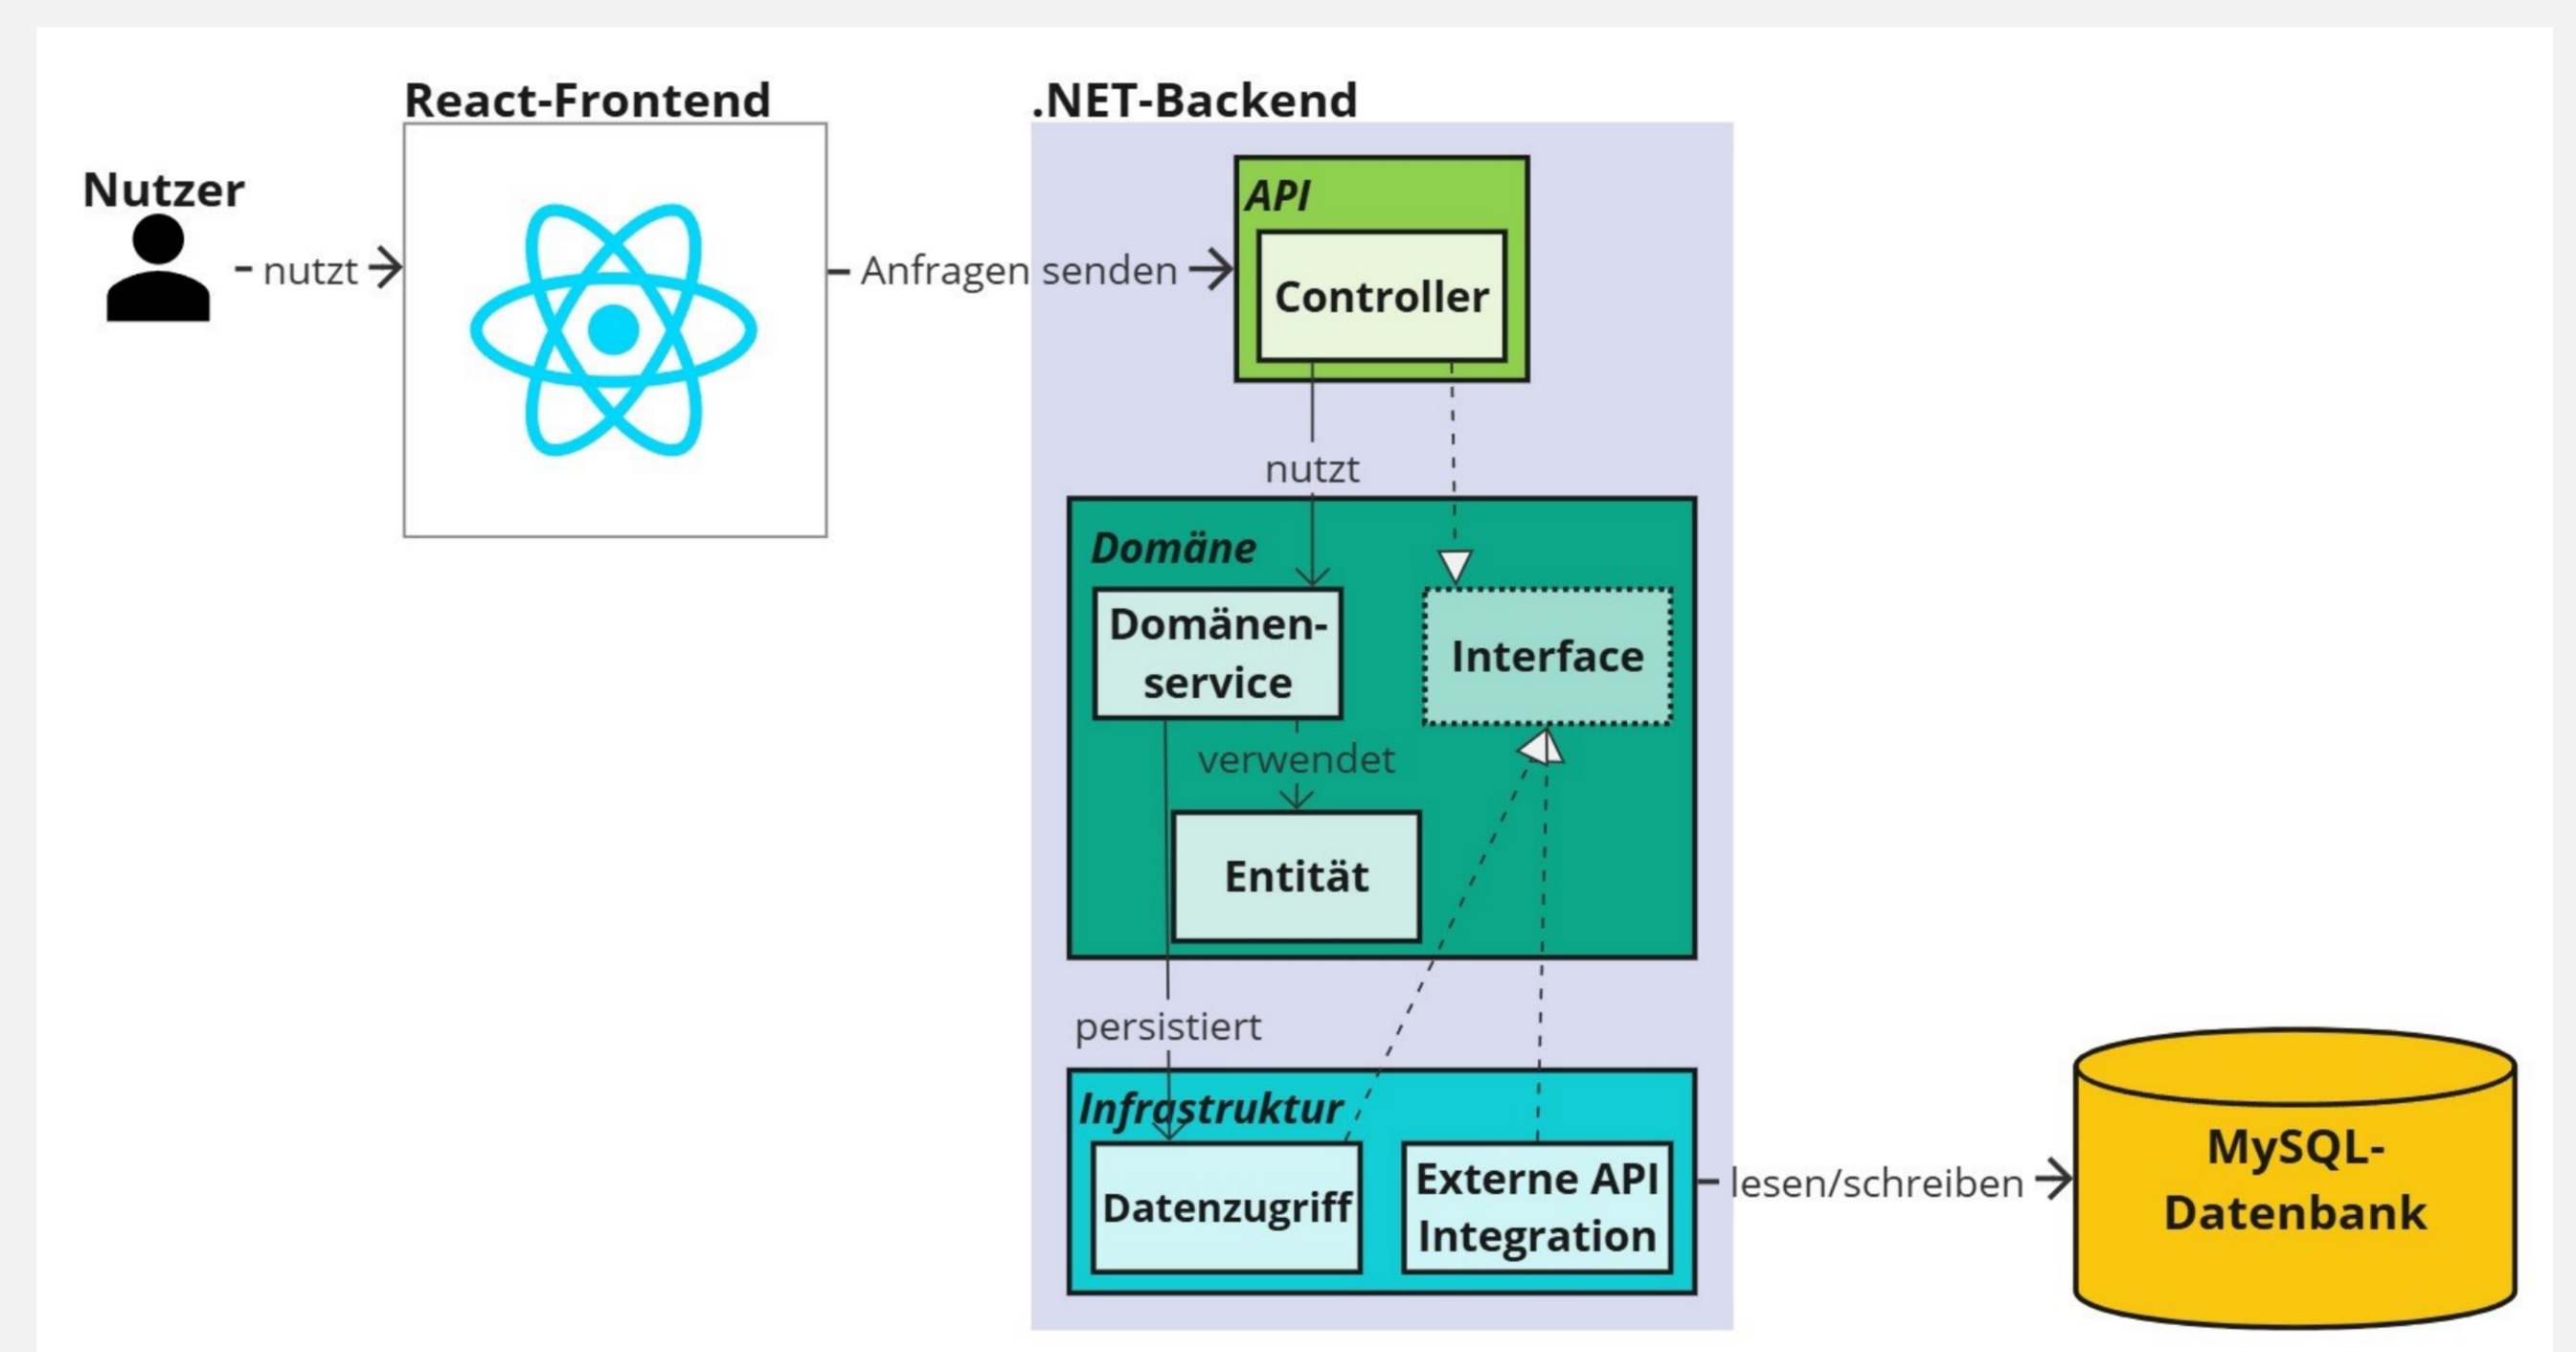 React-Frontend
.NET-Backend
Nutzer
nutzt
Anfragen senden
API
Controller
nutzt
Domäne
Domänen-
service
Interface
verwendet
Entität
persistiert
Infrastruktur
Datenzugriff
Externe API
Integration
lesen/schreiben
MySQL-
Datenbank